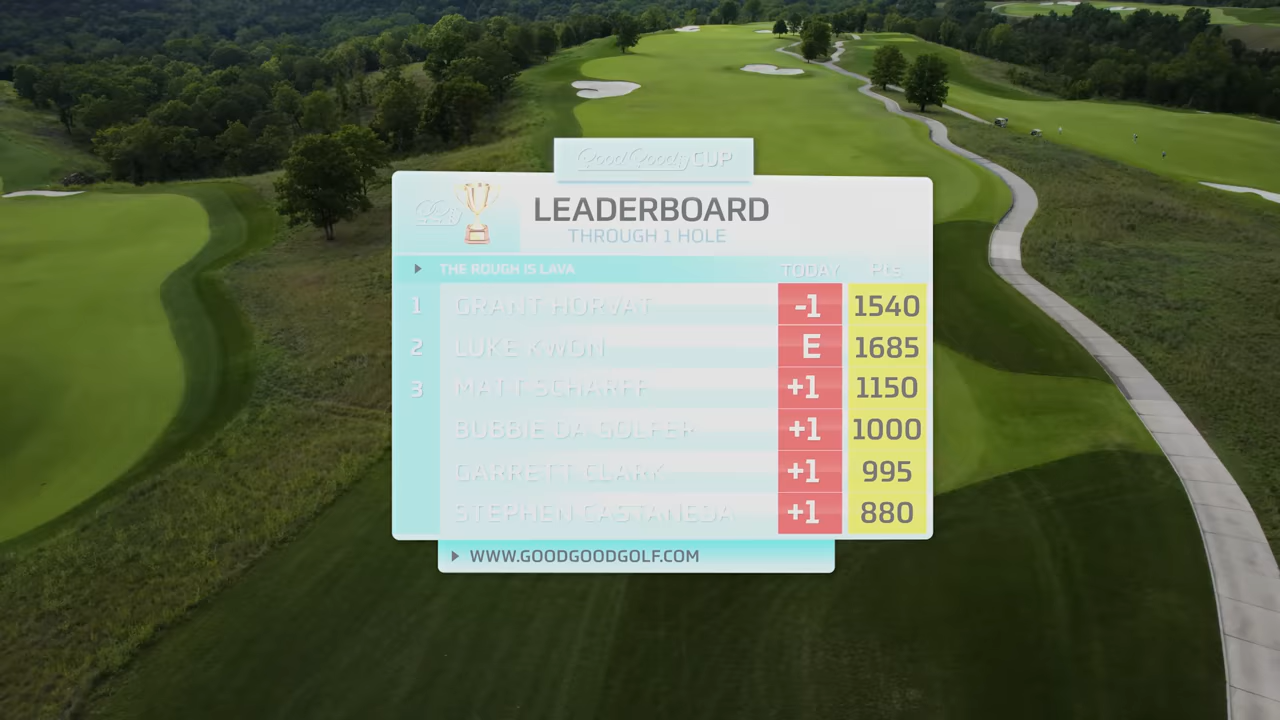 Good Good CUP
LEADERBOARD
THROUGH 1 HOLE
THE ROUGH IS LAVA TODAY Pts
1 GRANT HORVAT -1 1540
2 LUKE KWON E 1685
3 MATT SCHARFF +1 1150
BUBBIE DA GOLFER +1 1000
GARRETT CLARK +1 995
STEPHEN CASTANEDA +1 880
WWW.GOODGOODGOLF.COM